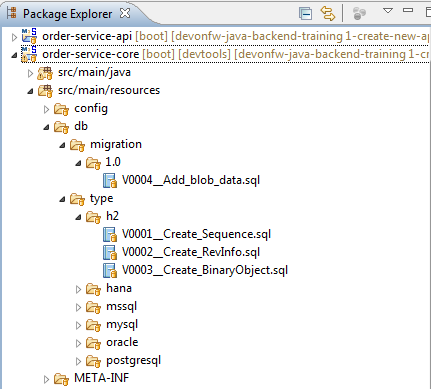 Package Explorer
order-service-api [boot] [devonfw-java-backend-training 1-create-new-ap
order-service-core [boot] [devtools] [devonfw-java-backend-training 1-cr
src/main/java
src/main/resources
config
db
migration
1.0
V0004__Add_blob_data.sql
type
h2
V0001__Create_Sequence.sql
V0002__Create_RevInfo.sql
V0003__Create_BinaryObject.sql
hana
mssql
mysql
oracle
postgresql
META-INF